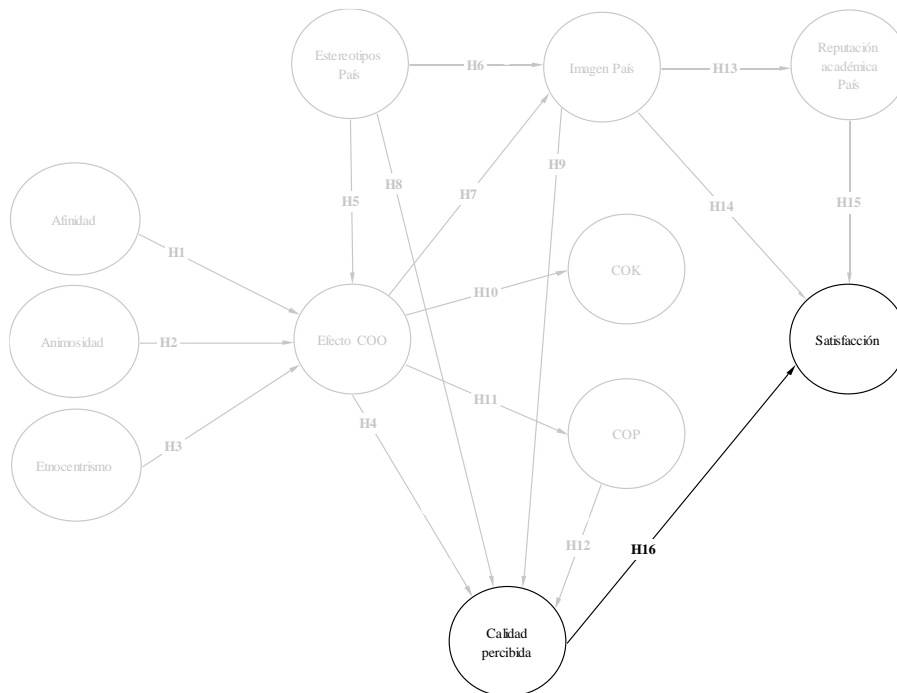 Estereotipos
País
H6
Imagen País
H13
Reputación
académica
País
H8
H9
H5
H7
H14
H15
Afinidad
H1
COK
H10
Animosidad
H2
Efecto COO
Satisfacción
H11
H4
H3
COP
Etnocentrismo
H12
H16
Calidad
percibida